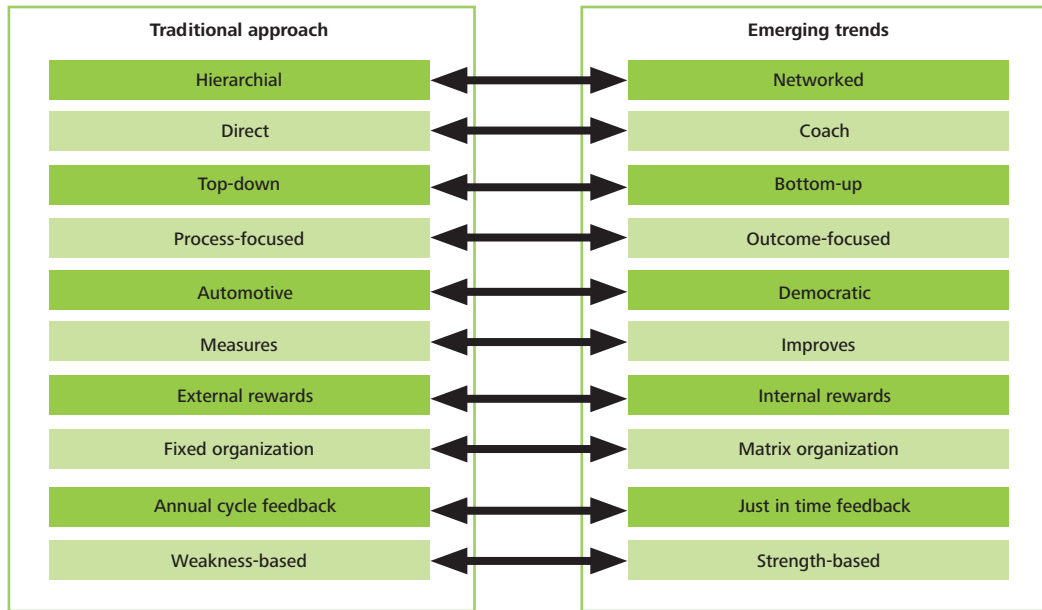 Traditional approach
Emerging trends
Hierarchial
Networked
Direct
Coach
Top-down
Bottom-up
Process-focused
Outcome-focused
Automotive
Democratic
Measures
Improves
External rewards
Internal rewards
Fixed organization
Matrix organization
Annual cycle feedback
Just in time feedback
Weakness-based
Strength-based